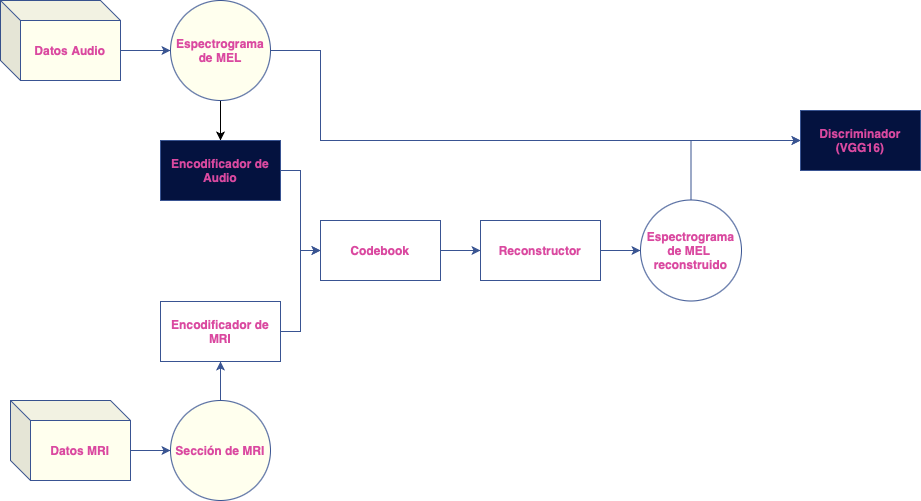 Datos Audio
Espectrograma
de MEL
Discriminador
(VGG16)
Encodificador de
Audio
Codebook
Reconstructor
Espectrograma
de MEL
reconstruido
Encodificador de
MRI
Datos MRI
Sección de MRI